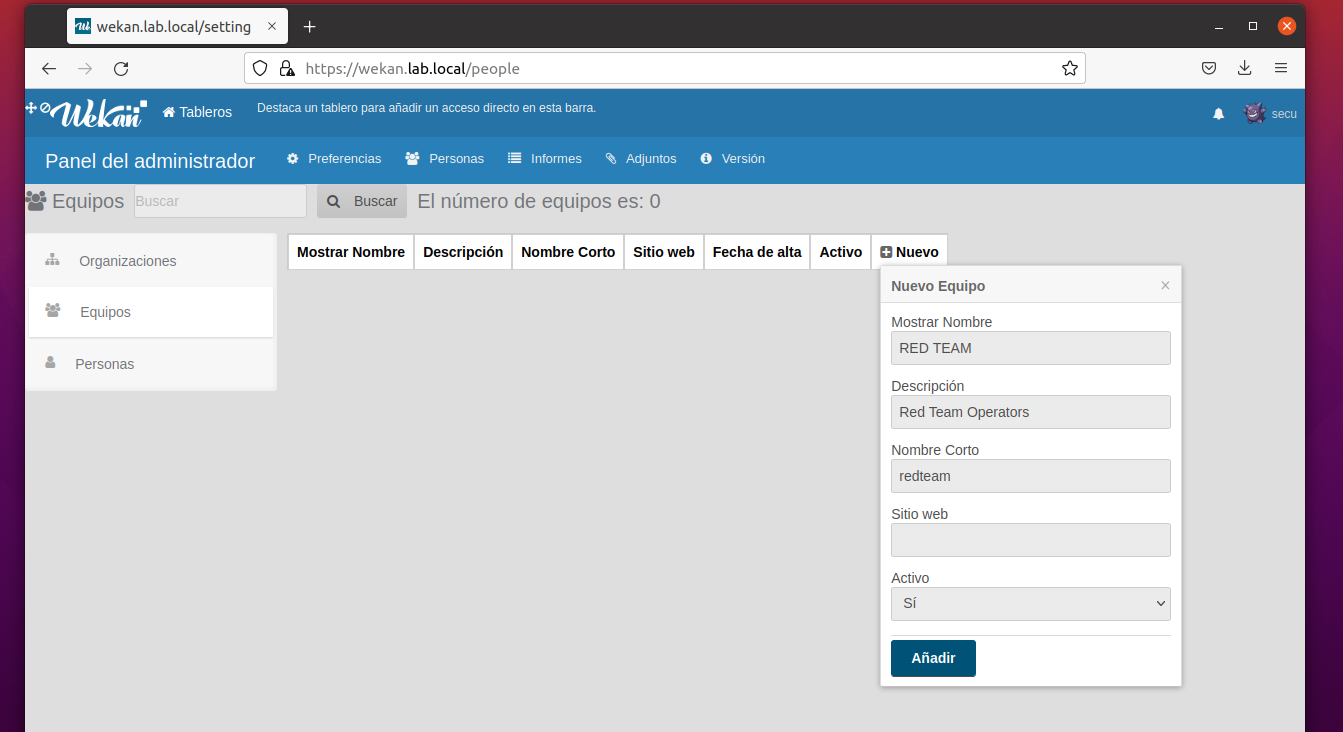 wekan.lab.local/setting
https://wekan.lab.local/people
Wekan
Tableros
Destaca un tablero para añadir un acceso directo en esta barra.
secu
Panel del administrador
Preferencias
Personas
Informes
Adjuntos
Versión
Equipos
Buscar
Buscar
El número de equipos es: 0
Organizaciones
Equipos
Personas
Mostrar Nombre
Descripción
Nombre Corto
Sitio web
Fecha de alta
Activo
Nuevo
Nuevo Equipo
Mostrar Nombre
RED TEAM
Descripción
Red Team Operators
Nombre Corto
redteam
Sitio web
Activo
Sí
Añadir